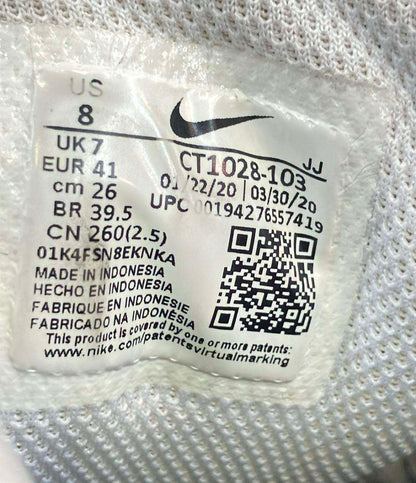 US
8
UK 7
EUR 41
cm 26
BR 39.5
CN 260(2.5)
JJ
CT1028-103
01/22/20 | 03/30/20
UPC 00194276557419
01K4FSN8EKNKA
MADE IN INDONESIA
HECHO EN INDONESIA
FABRIQUE EN INDONESIE
FABRICADO NA INDONÉSIA
This product is covered by one or more patents:
www.nike.com/patentsvirtualmarking